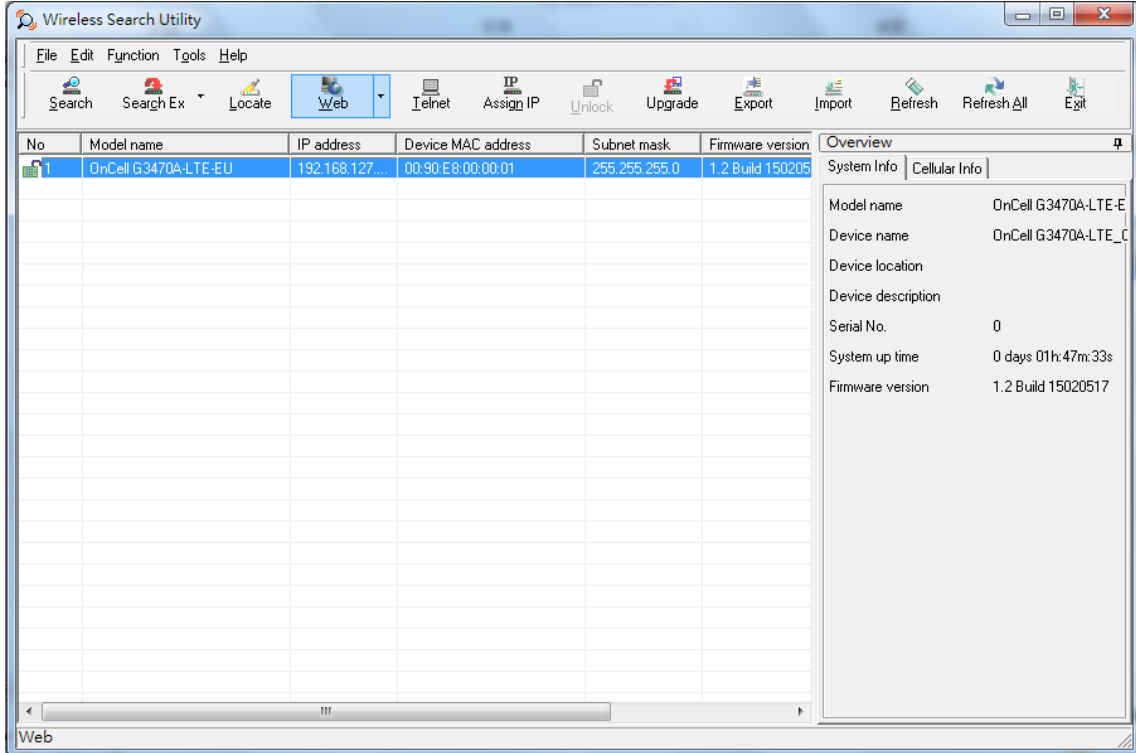 Wireless Search Utility
File Edit Function Tools Help
Search Search Ex Locate Web Telnet Assign IP Unlock Upgrade Export Import Refresh Refresh All Exit
No Model name IP address Device MAC address Subnet mask Firmware version
1 OnCell G3470A-LTE-EU 192.168.127.... 00:90:E8:00:00:01 255.255.255.0 1.2 Build 150205
Overview
System Info Cellular Info
Model name OnCell G3470A-LTE-E
Device name OnCell G3470A-LTE_0
Device location
Device description
Serial No. 0
System up time 0 days 01h:47m:33s
Firmware version 1.2 Build 15020517
Web